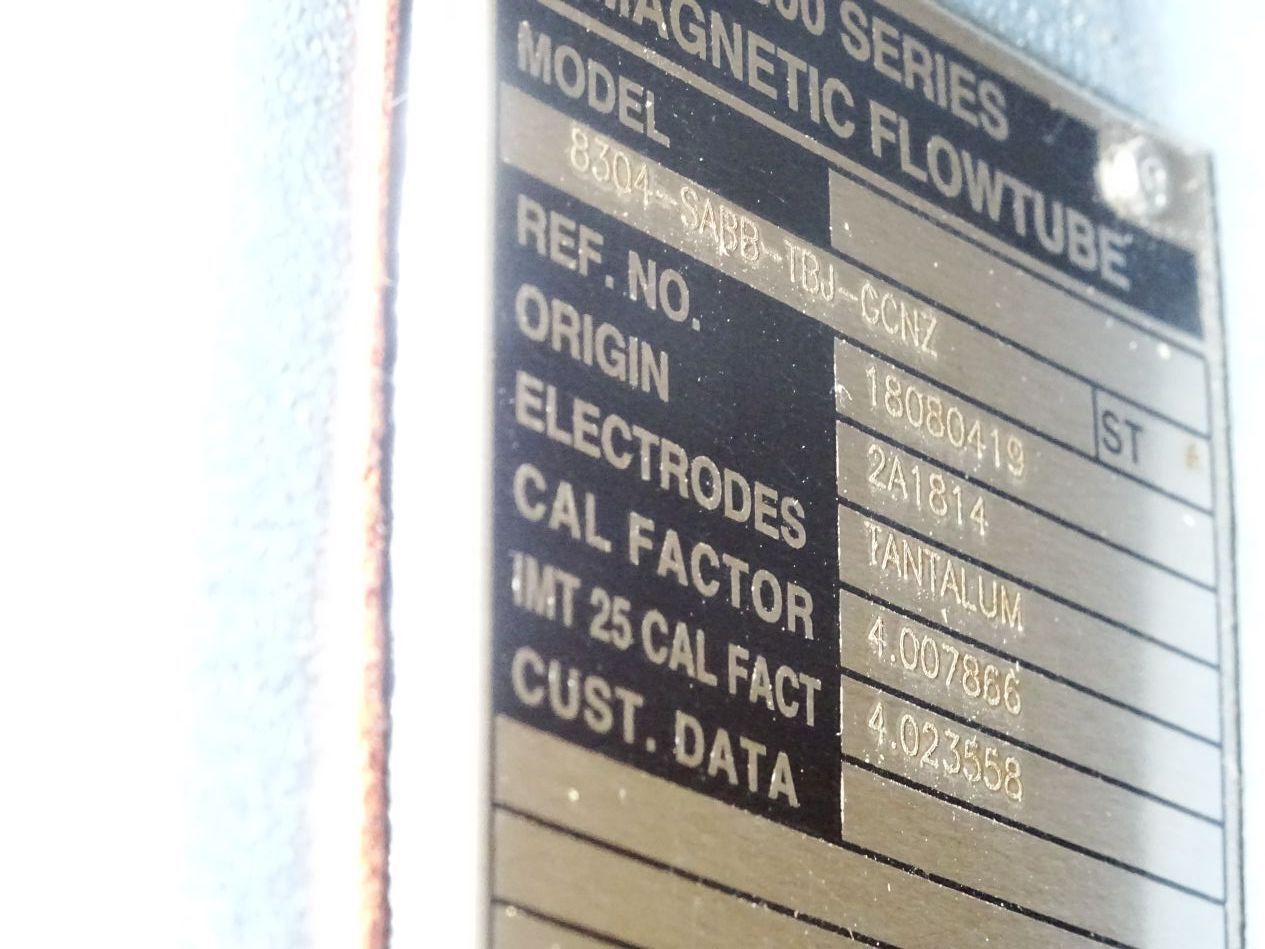 SERIES
MAGNETIC FLOWTUBE
MODEL
8304-SABB-TBJ-GCNZ
ST
REF. NO. 18080419
ORIGIN 2A1814
ELECTRODES TANTALUM
CAL FACTOR 4.007866
IMT 25 CAL FACT 4.023558
CUST. DATA